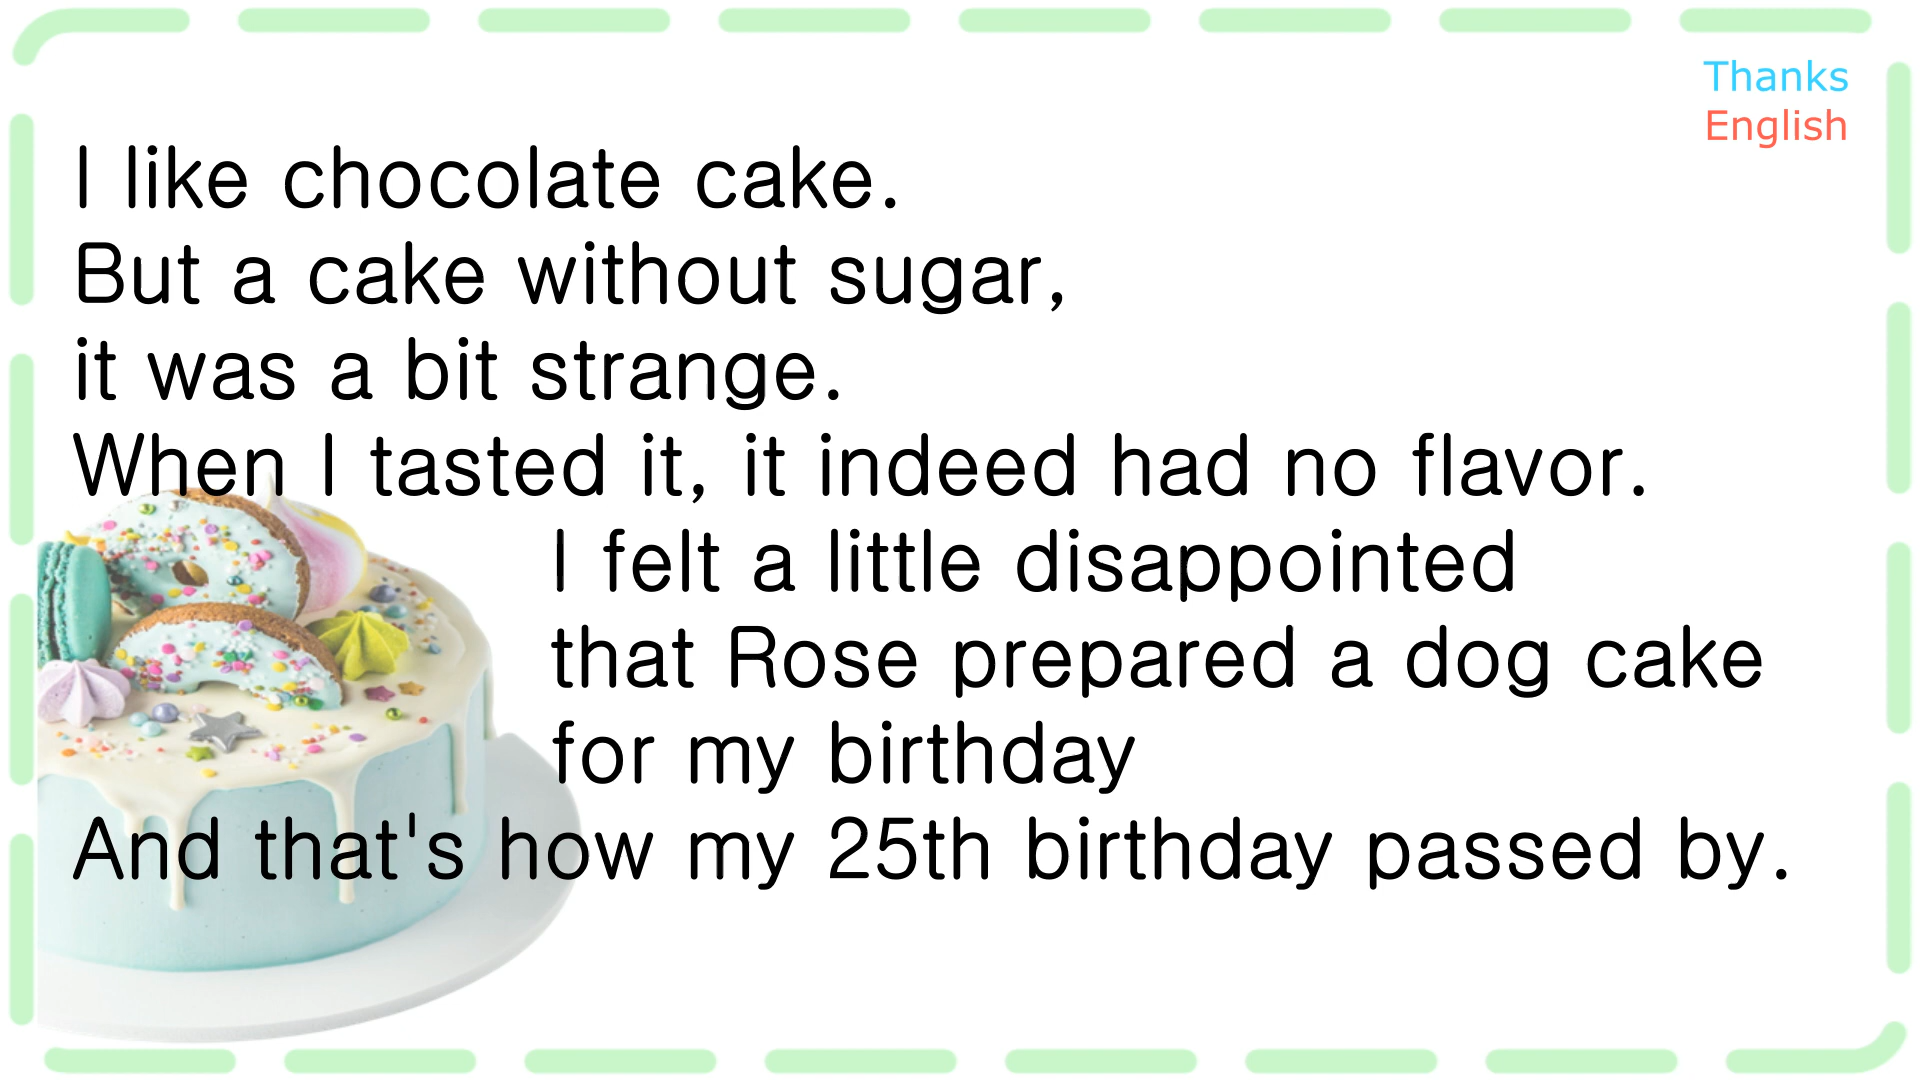 Thanks
English
I like chocolate cake.
But a cake without sugar,
it was a bit strange.
When I tasted it, it indeed had no flavor.
I felt a little disappointed
that Rose prepared a dog cake
for my birthday
And that's how my 25th birthday passed by.